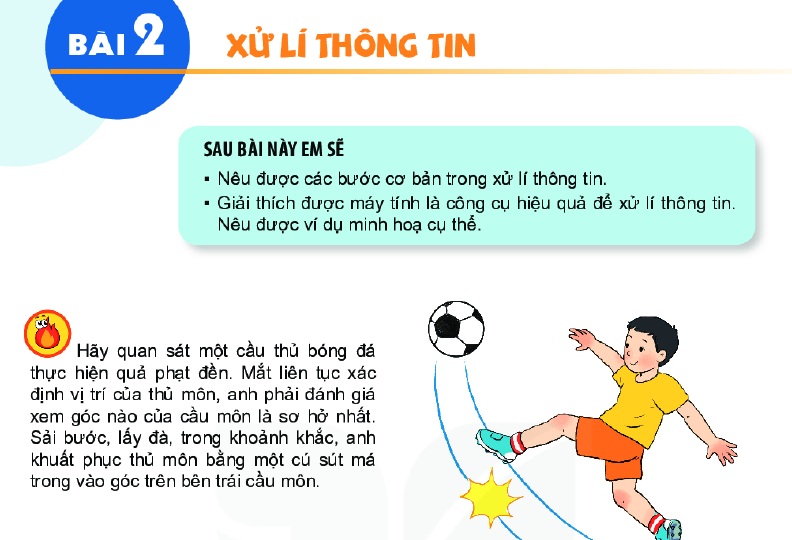 BÀI 2
XỬ LÍ THÔNG TIN
SAU BÀI NÀY EM SẼ
▪ Nêu được các bước cơ bản trong xử lí thông tin.
▪ Giải thích được máy tính là công cụ hiệu quả để xử lí thông tin.
Nêu được ví dụ minh hoạ cụ thể.
Hãy quan sát một cầu thủ bóng đá
thực hiện quả phạt đền. Mắt liên tục xác
định vị trí của thủ môn, anh phải đánh giá
xem góc nào của cầu môn là sơ hở nhất.
Sải bước, lấy đà, trong khoảnh khắc, anh
khuất phục thủ môn bằng một cú sút má
trong vào góc trên bên trái cầu môn.